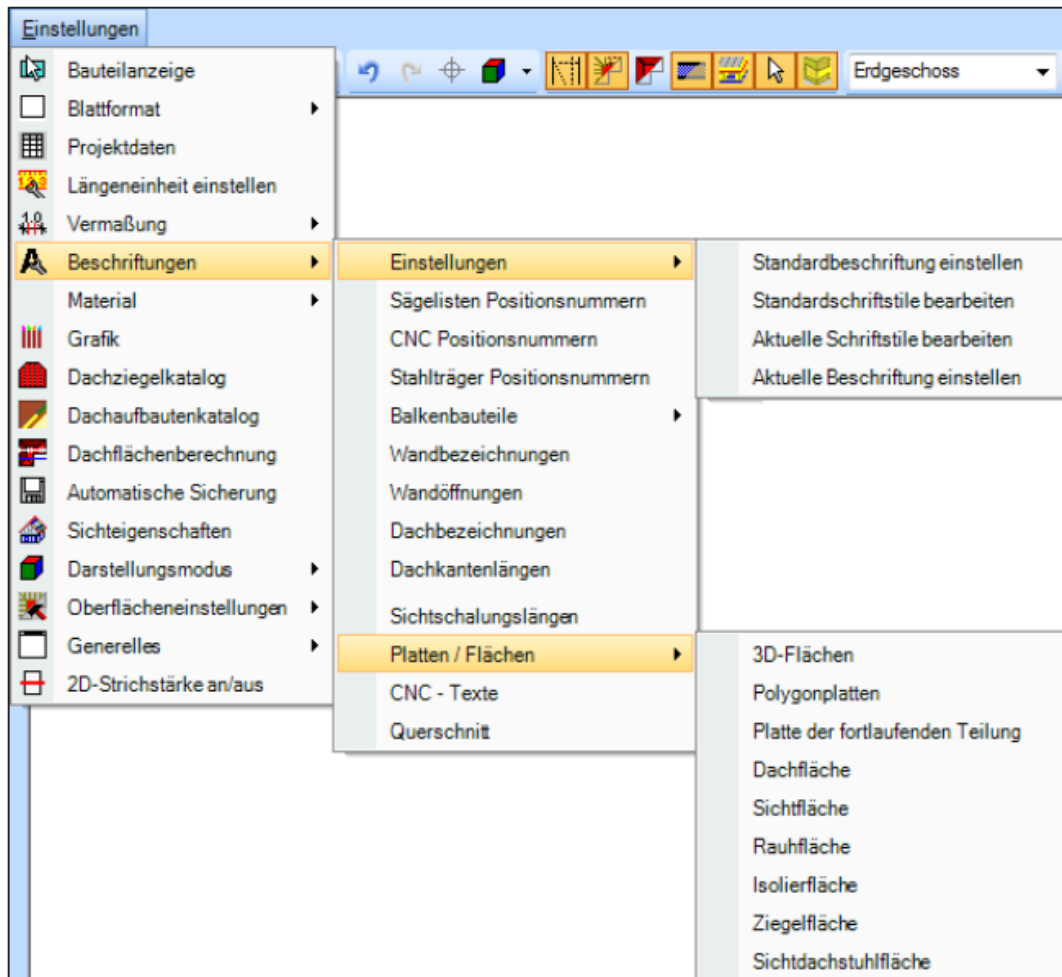 Einstellungen
Erdgeschoss
Bauteilanzeige
Blattformat
Projektdaten
Längeneinheit einstellen
Vermaßung
Beschriftungen
Material
Grafik
Dachziegelkatalog
Dachaufbautenkatalog
Dachflächenberechnung
Automatische Sicherung
Sichteigenschaften
Darstellungsmodus
Oberflächeneinstellungen
Generelles
2D-Strichstärke an/aus
Einstellungen
Sägelisten Positionsnummern
CNC Positionsnummern
Stahlträger Positionsnummern
Balkenbauteile
Wandbezeichnungen
Wandöffnungen
Dachbezeichnungen
Dachkantenlängen
Sichtschalungslängen
Platten / Flächen
CNC - Texte
Querschnitt
Standardbeschriftung einstellen
Standardschriftstile bearbeiten
Aktuelle Schriftstile bearbeiten
Aktuelle Beschriftung einstellen
3D-Flächen
Polygonplatten
Platte der fortlaufenden Teilung
Dachfläche
Sichtfläche
Rauhfläche
Isolierfläche
Ziegelfläche
Sichtdachstuhlfläche